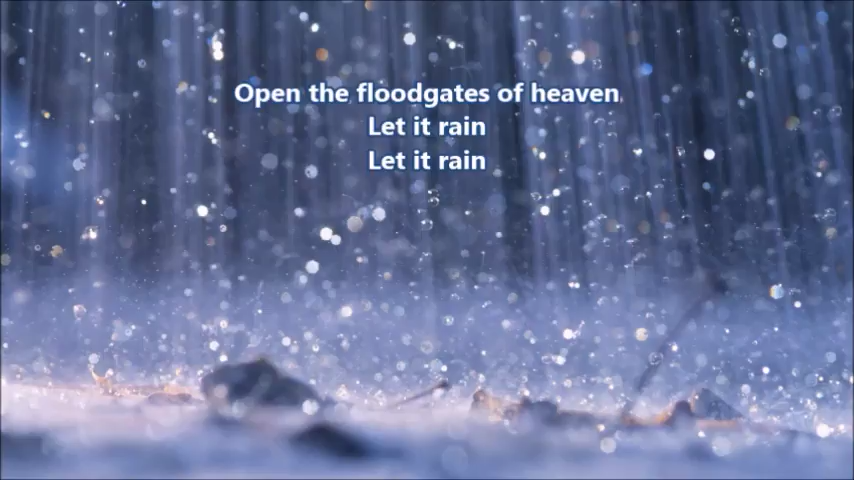 Open the floodgates of heaven
Let it rain
Let it rain